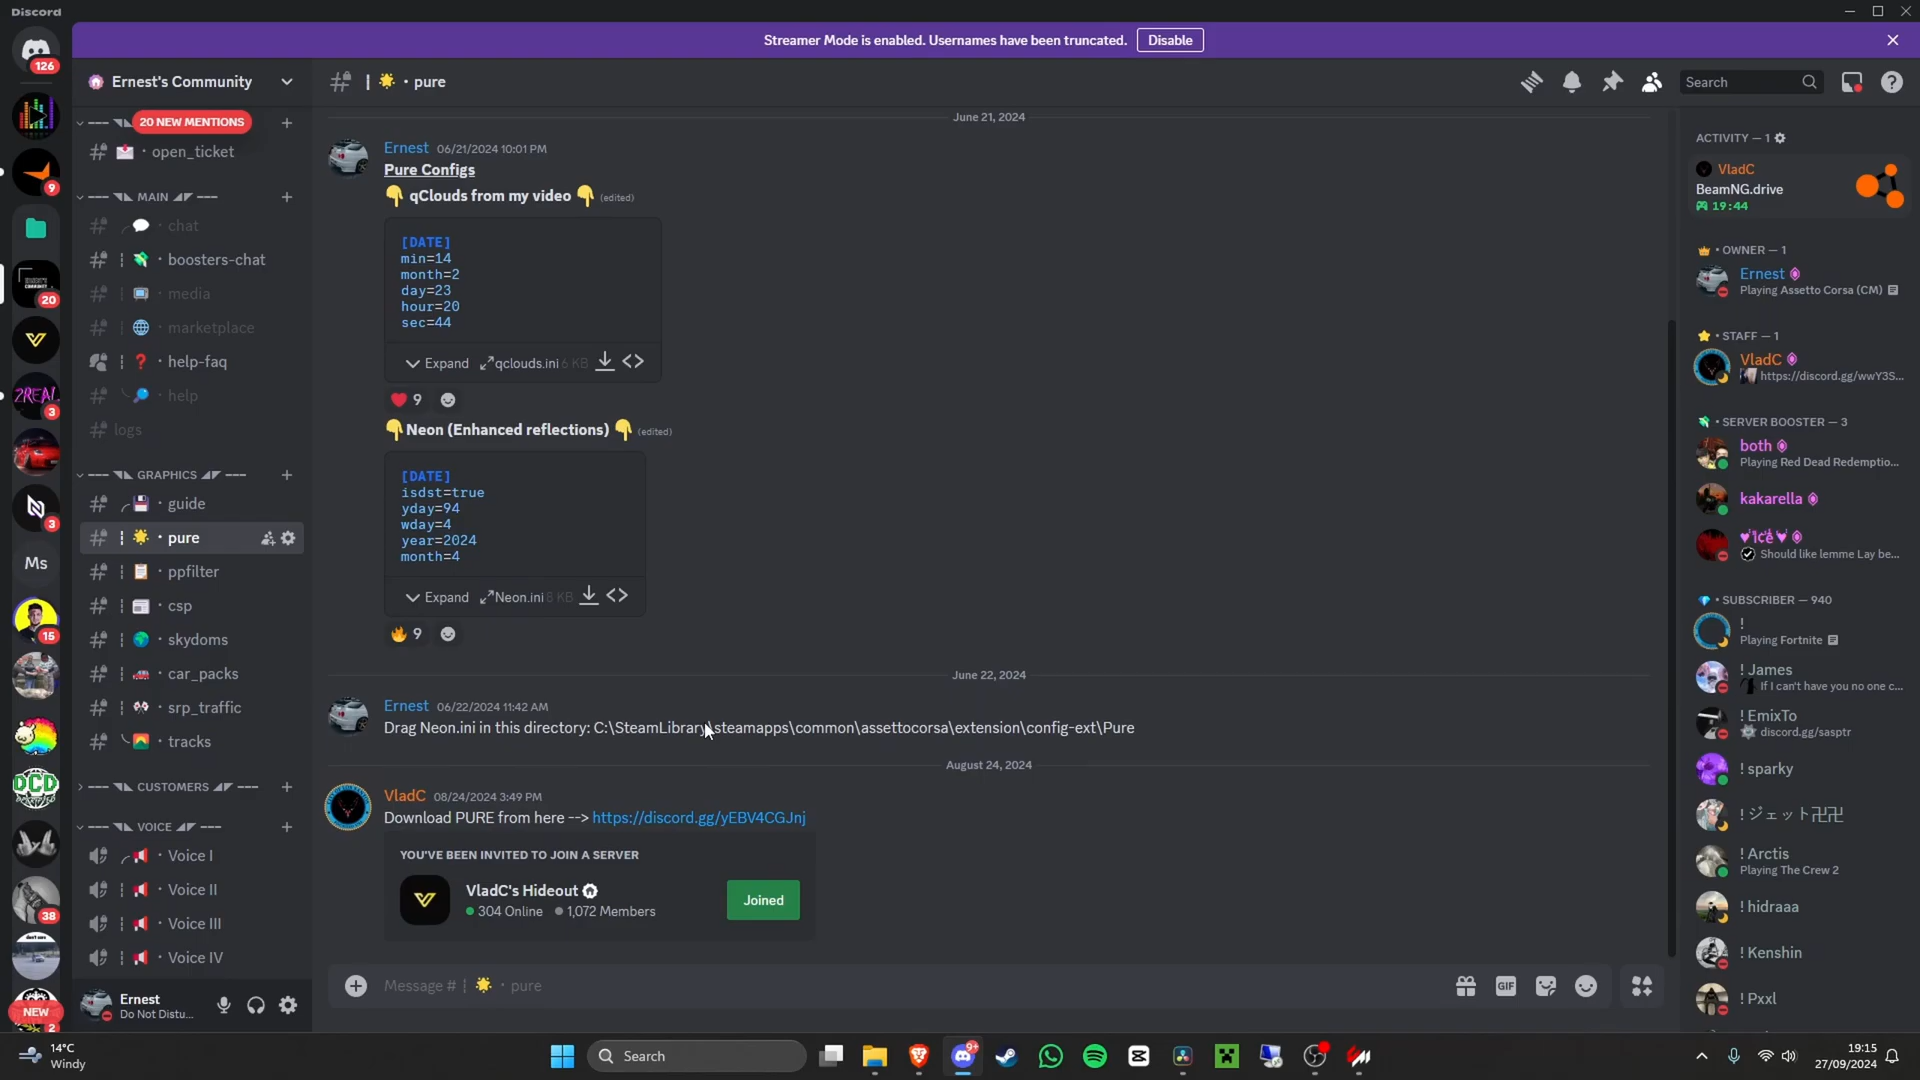 Discord
Streamer Mode is enabled. Usernames have been truncated.
Disable
126
9
20
3
3
Ms
15
38
NEW
2
Ernest's Community
20 NEW MENTIONS
open_ticket
MAIN
chat
boosters-chat
media
marketplace
help-faq
help
logs
GRAPHICS
guide
pure
ppfilter
csp
skydoms
car_packs
srp_traffic
tracks
CUSTOMERS
VOICE
Voice I
Voice II
Voice III
Voice IV
Ernest
Do Not Distu...
pure
Search
June 21, 2024
Ernest 06/21/2024 10:01 PM
Pure Configs
👇 qClouds from my video 👇 (edited)
[DATE]
min=14
month=2
day=23
hour=20
sec=44
Expand qclouds.ini 6 KB
❤️ 9
👇 Neon (Enhanced reflections) 👇 (edited)
[DATE]
isdst=true
yday=94
wday=4
year=2024
month=4
Expand Neon.ini 8 KB
🔥 9
June 22, 2024
Ernest 06/22/2024 11:42 AM
Drag Neon.ini in this directory: C:\SteamLibrary\steamapps\common\assettocorsa\extension\config-ext\Pure
August 24, 2024
VladC 08/24/2024 3:49 PM
Download PURE from here --> https://discord.gg/yEBV4CGJnj
YOU'VE BEEN INVITED TO JOIN A SERVER
VladC's Hideout
304 Online 1,072 Members
Joined
Message # | 🌟 · pure
GIF
ACTIVITY — 1
VladC
BeamNG.drive
19:44
OWNER — 1
Ernest
Playing Assetto Corsa (CM)
STAFF — 1
VladC
https://discord.gg/wwY3S...
SERVER BOOSTER — 3
both
Playing Red Dead Redemptio...
kakarella
Should like lemme Lay be...
SUBSCRIBER — 940
!
Playing Fortnite
! James
If I can't have you no one c...
! EmixTo
discord.gg/sasptr
! sparky
! ジェット卍卍
! Arctis
Playing The Crew 2
! hidraaa
! Kenshin
! Pxxl
14°C
Windy
Search
9+
19:15
27/09/2024